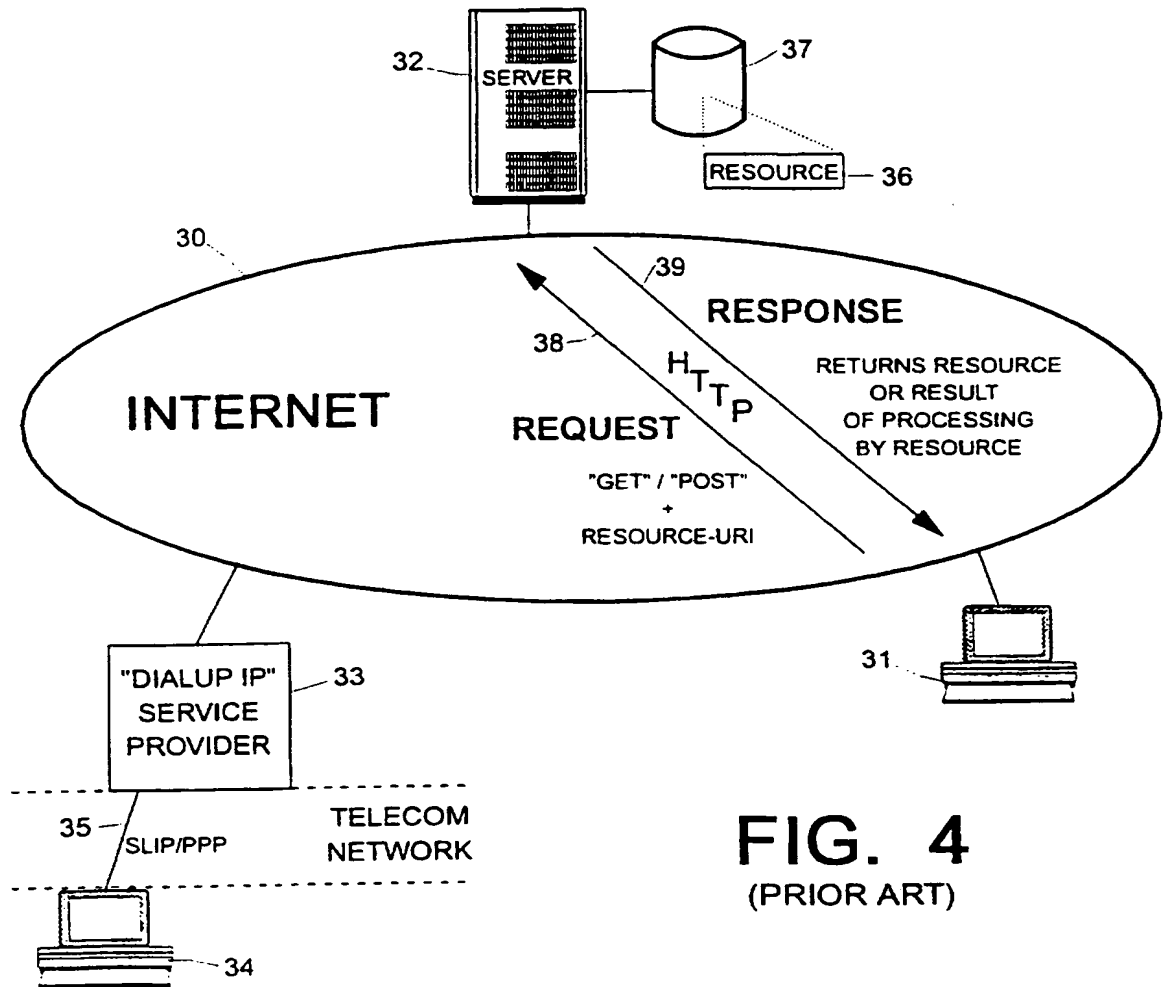 32
SERVER
37
RESOURCE
36
30
39
RESPONSE
38
HTTP
RETURNS RESOURCE
OR RESULT
OF PROCESSING
BY RESOURCE
INTERNET
REQUEST
"GET" / "POST"
+
RESOURCE-URI
31
"DIALUP IP"
SERVICE
PROVIDER
33
35
SLIP/PPP
TELECOM
NETWORK
34
FIG. 4
(PRIOR ART)